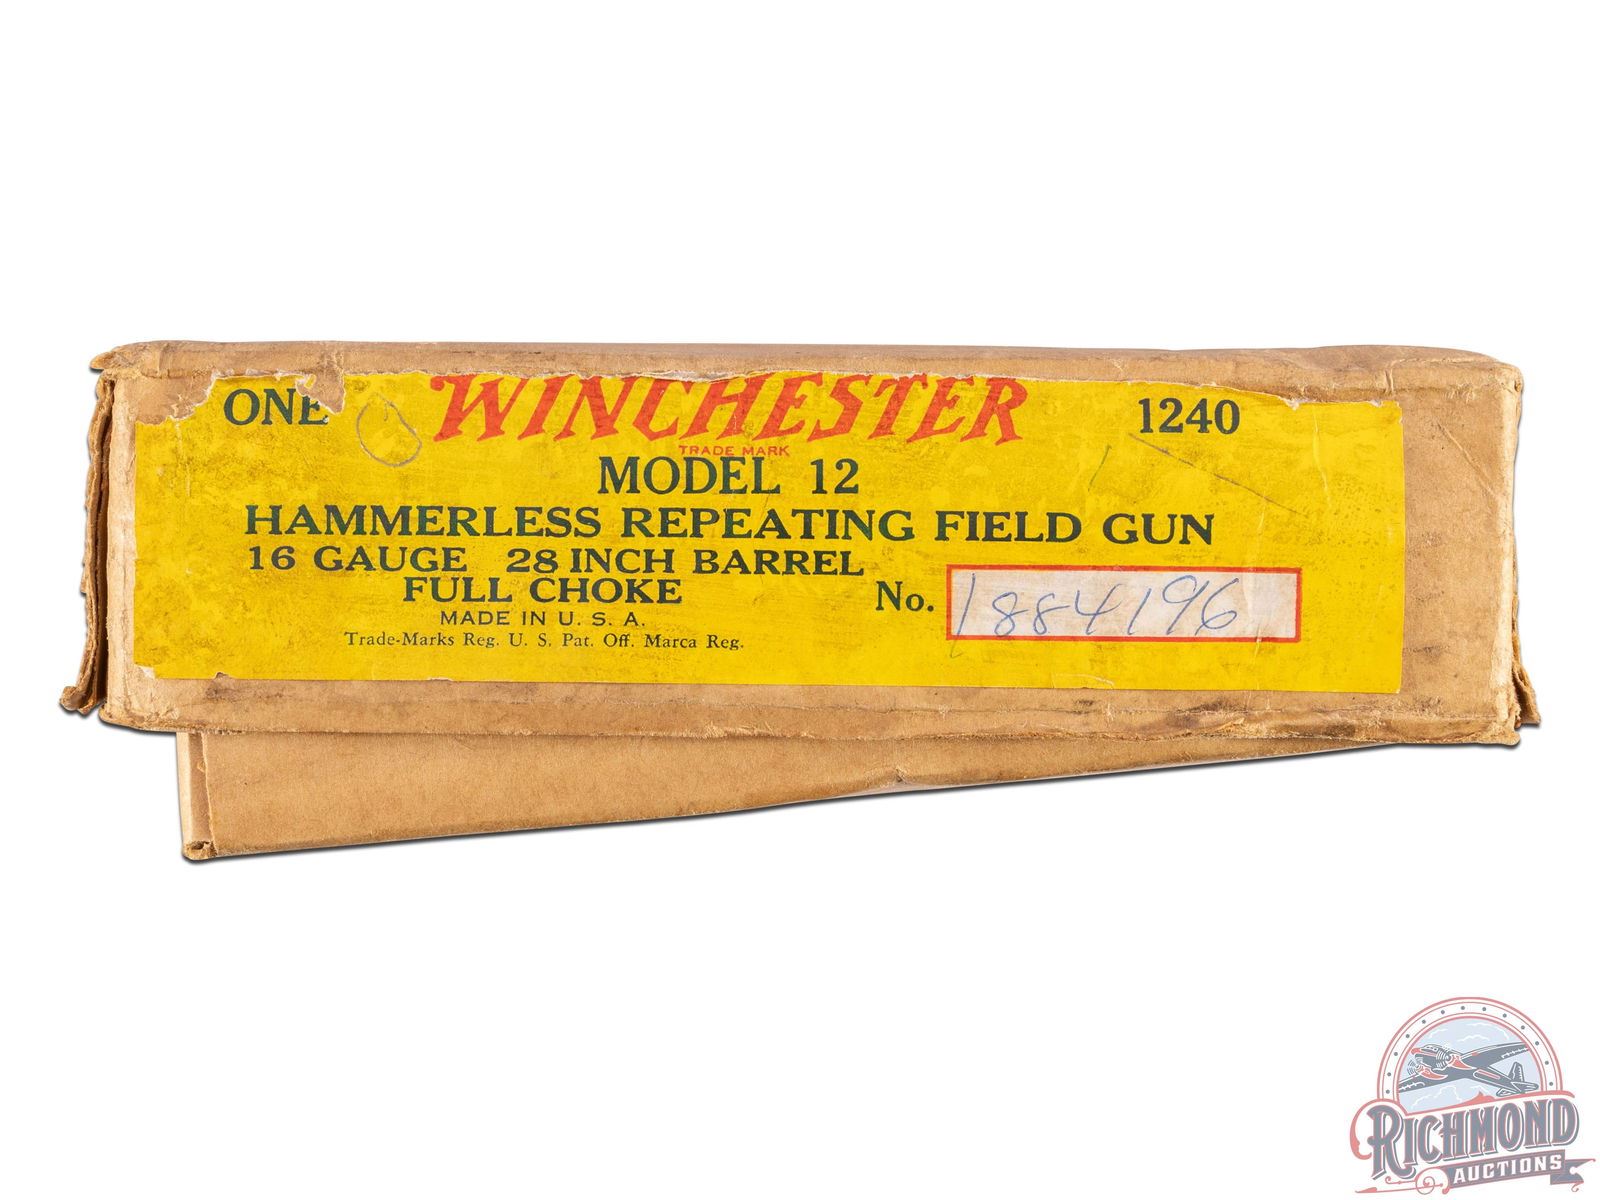 ONE WINCHESTER 1240
TRADE MARK
MODEL 12
HAMMERLESS REPEATING FIELD GUN
16 GAUGE 28 INCH BARREL
FULL CHOKE No. 1884196
MADE IN U. S. A.
Trade-Marks Reg. U. S. Pat. Off. Marca Reg.
RICHMOND
AUCTIONS